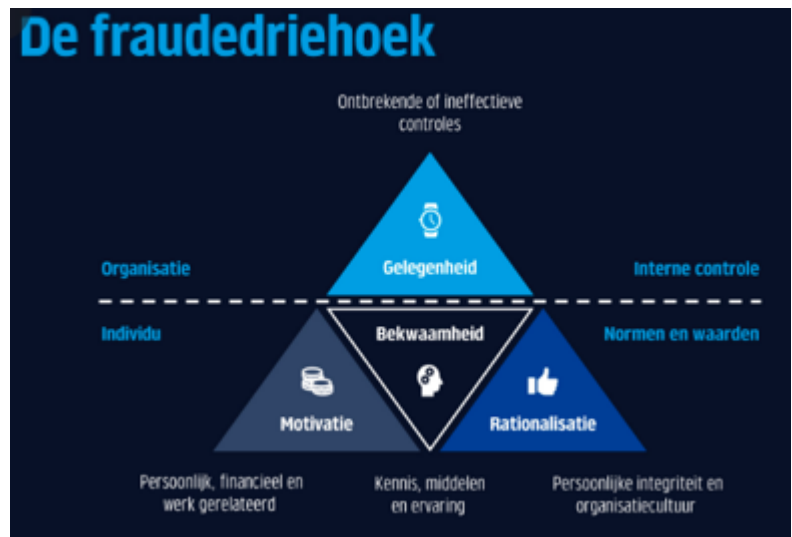 De fraudedriehoek
Ontbrekende of ineffectieve
controles
Gelegenheid
Organisatie
Interne controle
Individu
Bekwaamheid
Normen en waarden
Motivatie
Rationalisatie
Persoonlijk, financieel en
werk gerelateerd
Kennis, middelen
en ervaring
Persoonlijke integriteit en
organisatiecultuur